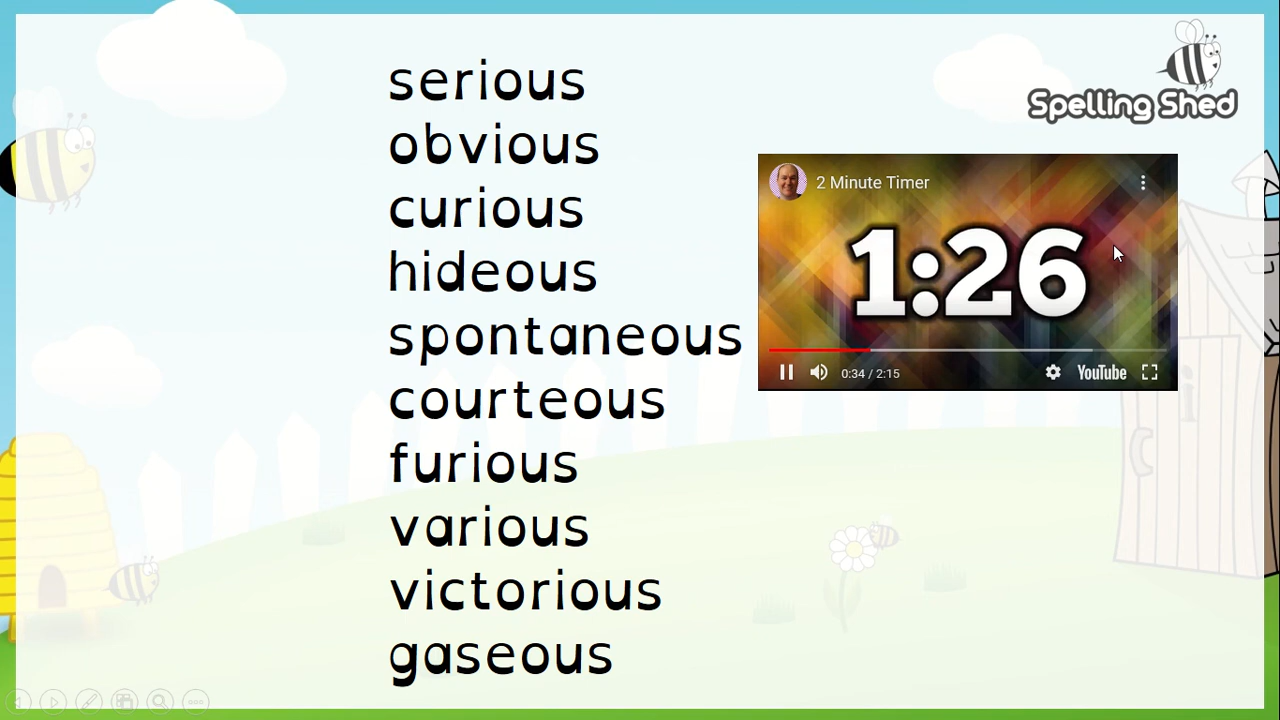 serious
obvious
curious
hideous
spontaneous
courteous
furious
various
victorious
gaseous
Spelling Shed
2 Minute Timer
1:26
0:34 / 2:15
YouTube